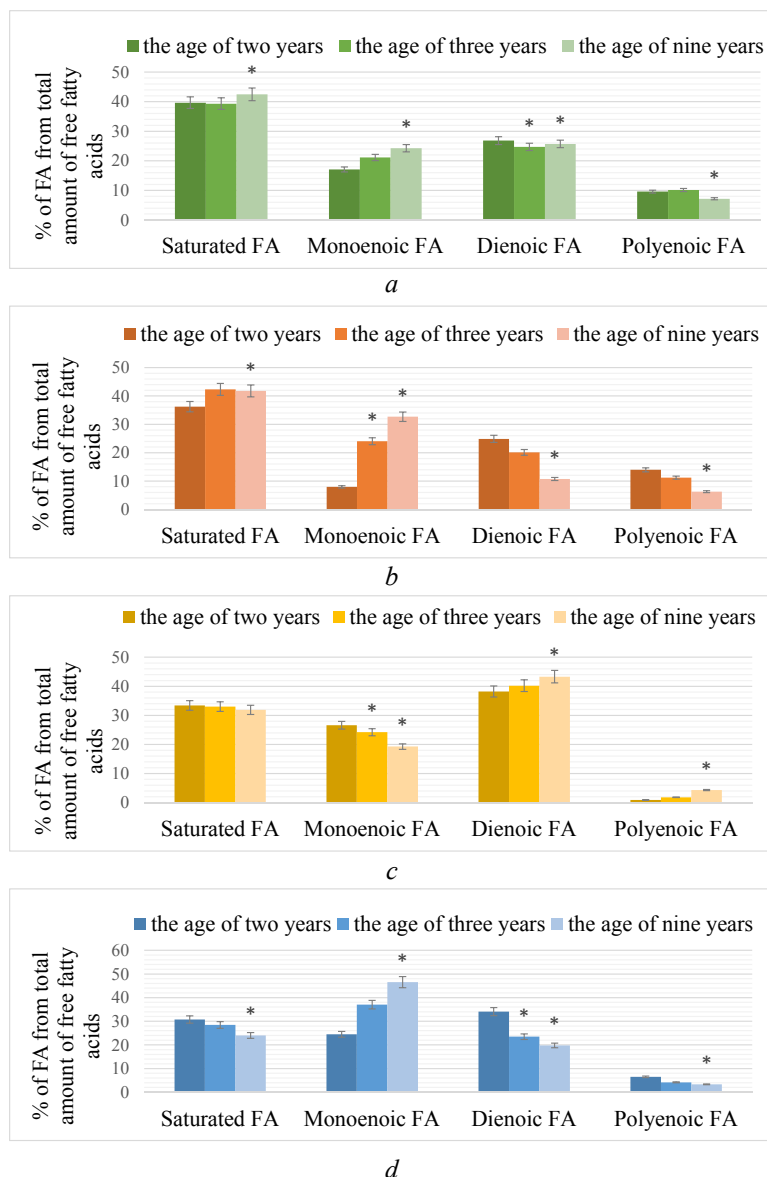 the age of two years the age of three years the age of nine years
% of FA from total
amount of free fatty
acids
50
40
30
20
10
0
* * * * *
Saturated FA Monoenoic FA Dienoic FA Polyenoic FA
a
the age of two years the age of three years the age of nine years
% of FA from total
amount of free fatty
acids
50
40
30
20
10
0
* * * * *
Saturated FA Monoenoic FA Dienoic FA Polyenoic FA
b
the age of two years the age of three years the age of nine years
% of FA from total
amount of free fatty
acids
50
40
30
20
10
0
* * * *
Saturated FA Monoenoic FA Dienoic FA Polyenoic FA
c
the age of two years the age of three years the age of nine years
% of FA from total
amount of free fatty
acids
60
50
40
30
20
10
0
* * * * *
Saturated FA Monoenoic FA Dienoic FA Polyenoic FA
d